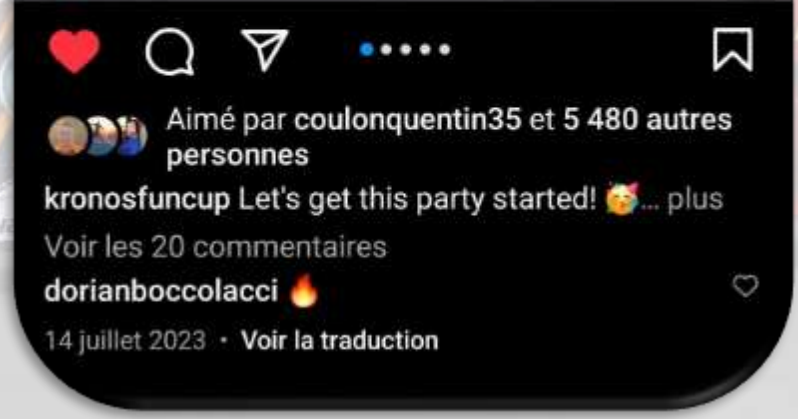 Aimé par coulonquentin35 et 5 480 autres
personnes
kronosfuncup Let's get this party started! 🥳... plus
Voir les 20 commentaires
dorianboccolacci 🔥
14 juillet 2023 • Voir la traduction